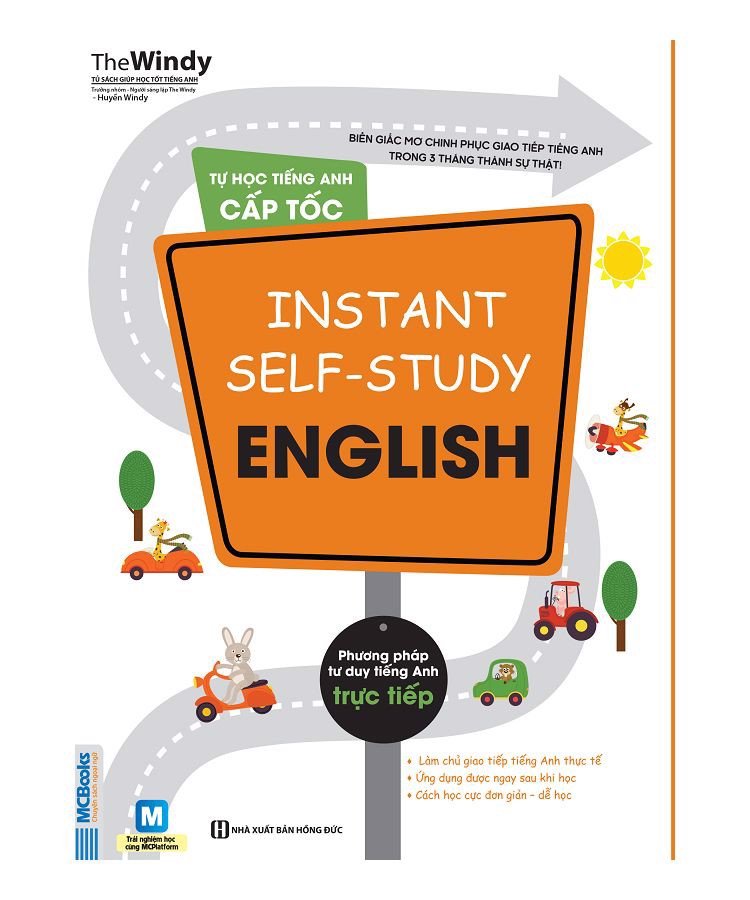 TheWindy
TỦ SÁCH GIÚP HỌC TỐT TIẾNG ANH
Trưởng nhóm - Người sáng lập The Windy
- Huyền Windy
BIẾN GIẤC MƠ CHINH PHỤC GIAO TIẾP TIẾNG ANH
TRONG 3 THÁNG THÀNH SỰ THẬT!
TỰ HỌC TIẾNG ANH
CẤP TỐC
INSTANT
SELF-STUDY
ENGLISH
Phương pháp
tư duy tiếng Anh
trực tiếp
♦ Làm chủ giao tiếp tiếng Anh thực tế
♦ Ứng dụng được ngay sau khi học
♦ Cách học cực đơn giản – dễ học
MCBooks
Chuyên sách ngoại ngữ
M
Trải nghiệm học
cùng MCPlatform
H NHÀ XUẤT BẢN HỒNG ĐỨC